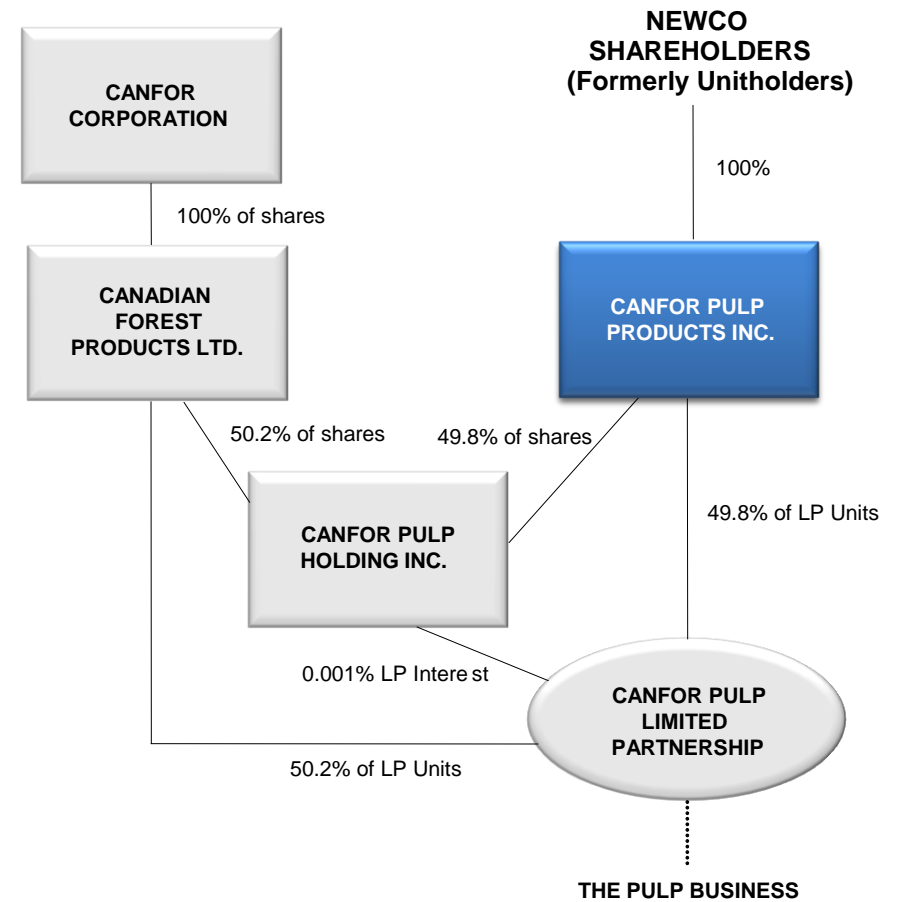 NEWCO
SHAREHOLDERS
(Formerly Unitholders)
CANFOR
CORPORATION
100%
100% of shares
CANADIAN
FOREST
PRODUCTS LTD.
CANFOR PULP
PRODUCTS INC.
50.2% of shares
49.8% of shares
49.8% of LP Units
CANFOR PULP
HOLDING INC.
0.001% LP Intere st
CANFOR PULP
LIMITED
PARTNERSHIP
50.2% of LP Units
THE PULP BUSINESS